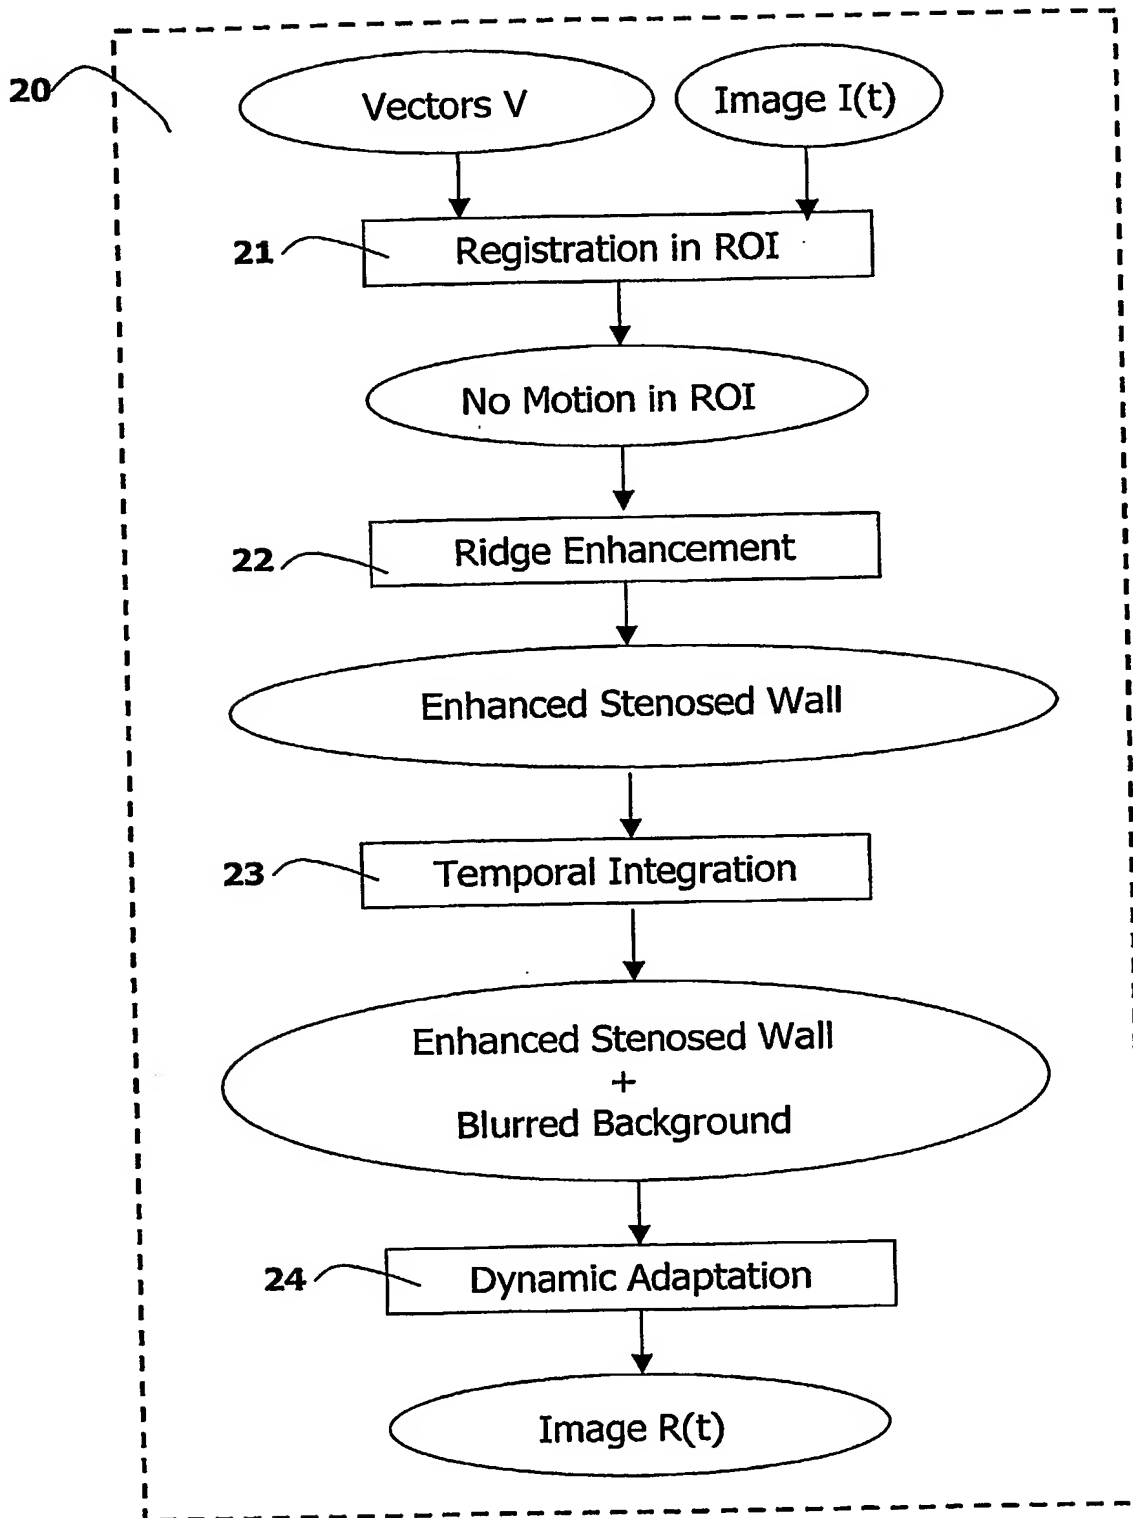 20
Vectors V
Image I(t)
21
Registration in ROI
No Motion in ROI
22
Ridge Enhancement
Enhanced Stenosed Wall
23
Temporal Integration
Enhanced Stenosed Wall
+
Blurred Background
24
Dynamic Adaptation
Image R(t)